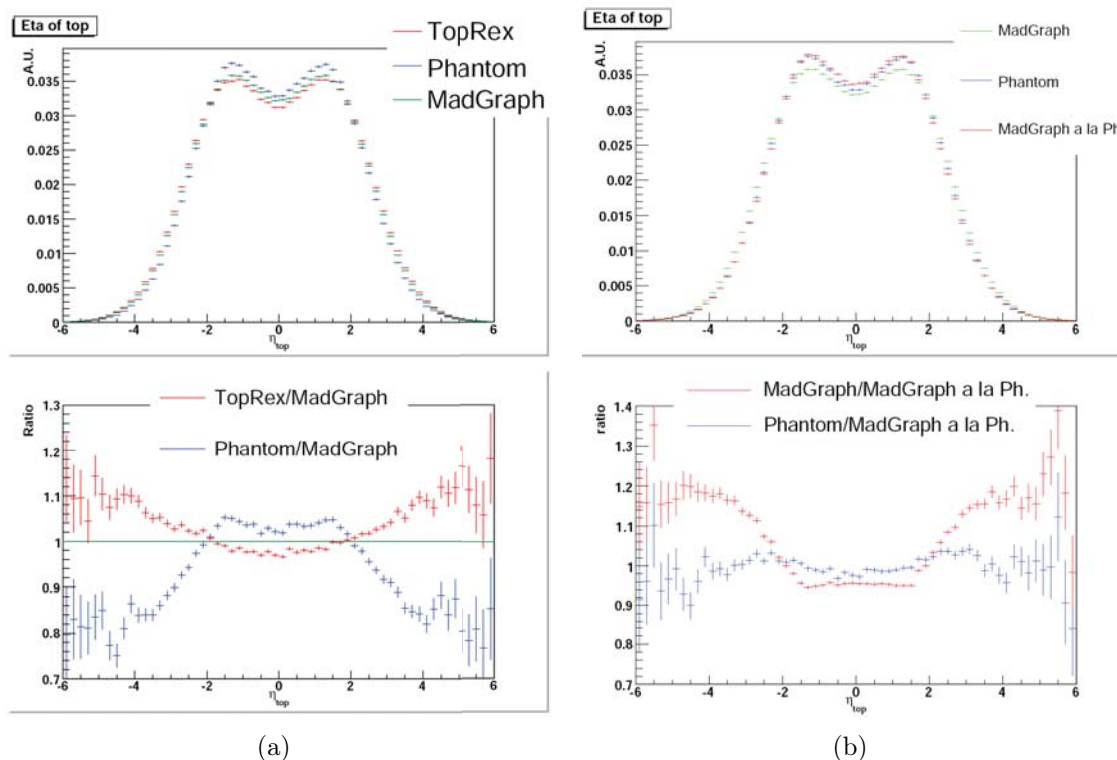 Eta of top
A.U.
0.035
0.03
0.025
0.02
0.015
0.01
0.005
0
-6 -4 -2 0 2 4 6
η top
TopRex
Phantom
MadGraph
Eta of top
A.U.
0.035
0.03
0.025
0.02
0.015
0.01
0.005
0
-6 -4 -2 0 2 4 6
η top
MadGraph
Phantom
MadGraph a la Ph
Ratio
1.3
1.2
1.1
1
0.9
0.8
0.7
-6 -4 -2 0 2 4 6
η top
TopRex/MadGraph
Phantom/MadGraph
ratio
1.4
1.3
1.2
1.1
1
0.9
0.8
0.7
-6 -4 -2 0 2 4 6
η top
MadGraph/MadGraph a la Ph.
Phantom/MadGraph a la Ph.
(a)
(b)